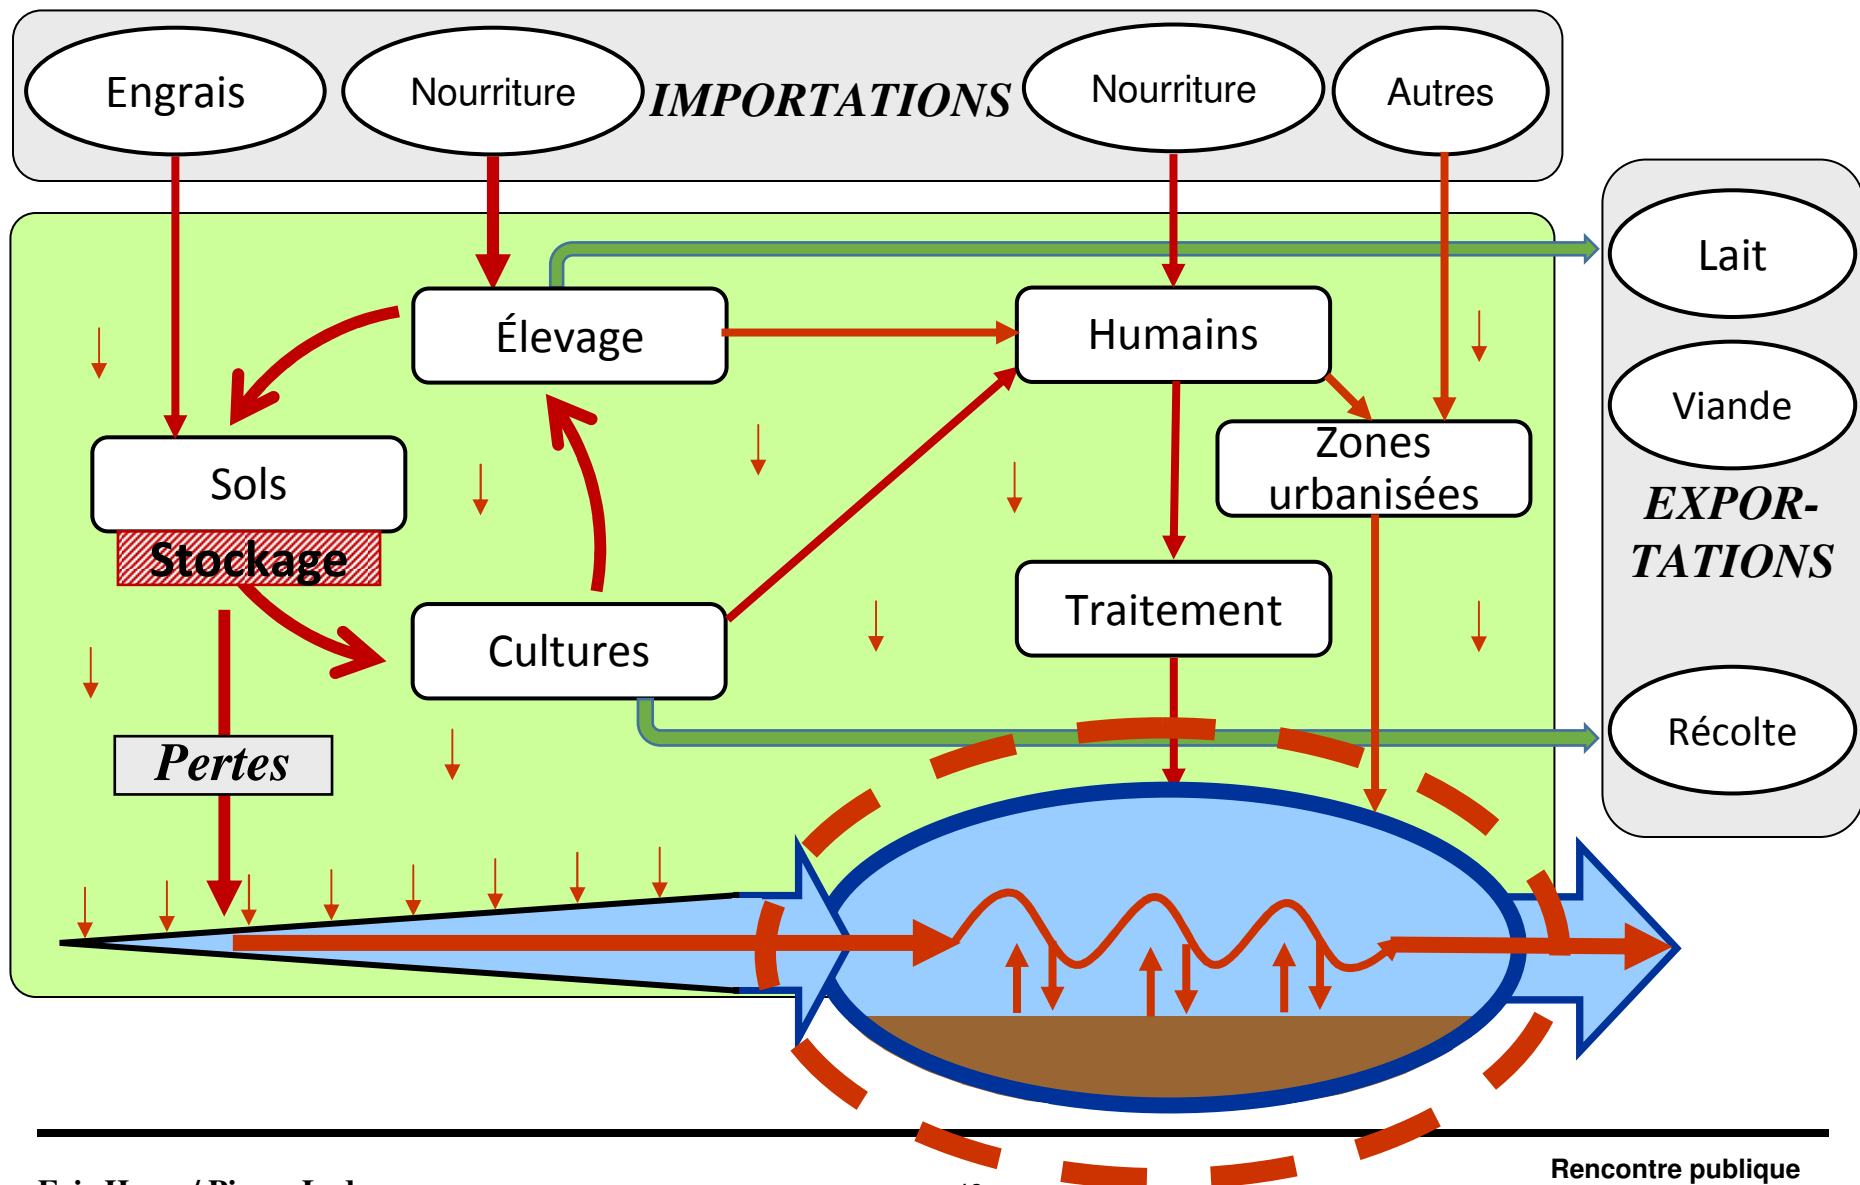 Engrais
Nourriture
IMPORTATIONS
Nourriture
Autres
Lait
Élevage
Humains
Viande
Zones
urbanisées
Sols
EXPOR-
TATIONS
Stockage
Traitement
Cultures
Récolte
Pertes
Rencontre publique